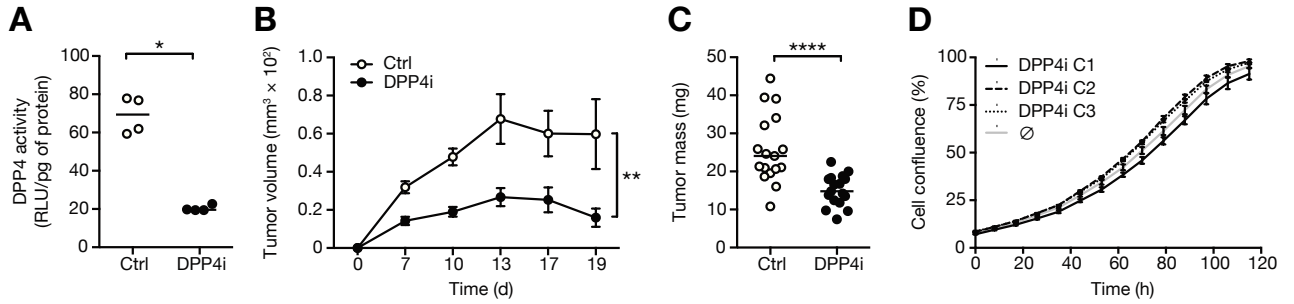 A
DPP4 activity
(RLU/pg of protein)
100
80
60
40
20
0
*
Ctrl
DPP4i
B
Tumor volume (mm³ × 10²)
1.0
0.8
0.6
0.4
0.2
0
Ctrl
DPP4i
**
0
7
10
13
17
19
Time (d)
C
Tumor mass (mg)
50
40
30
20
10
0
****
Ctrl
DPP4i
D
Cell confluence (%)
100
75
50
25
0
DPP4i C1
DPP4i C2
DPP4i C3
∅
0
20
40
60
80
100
120
Time (h)